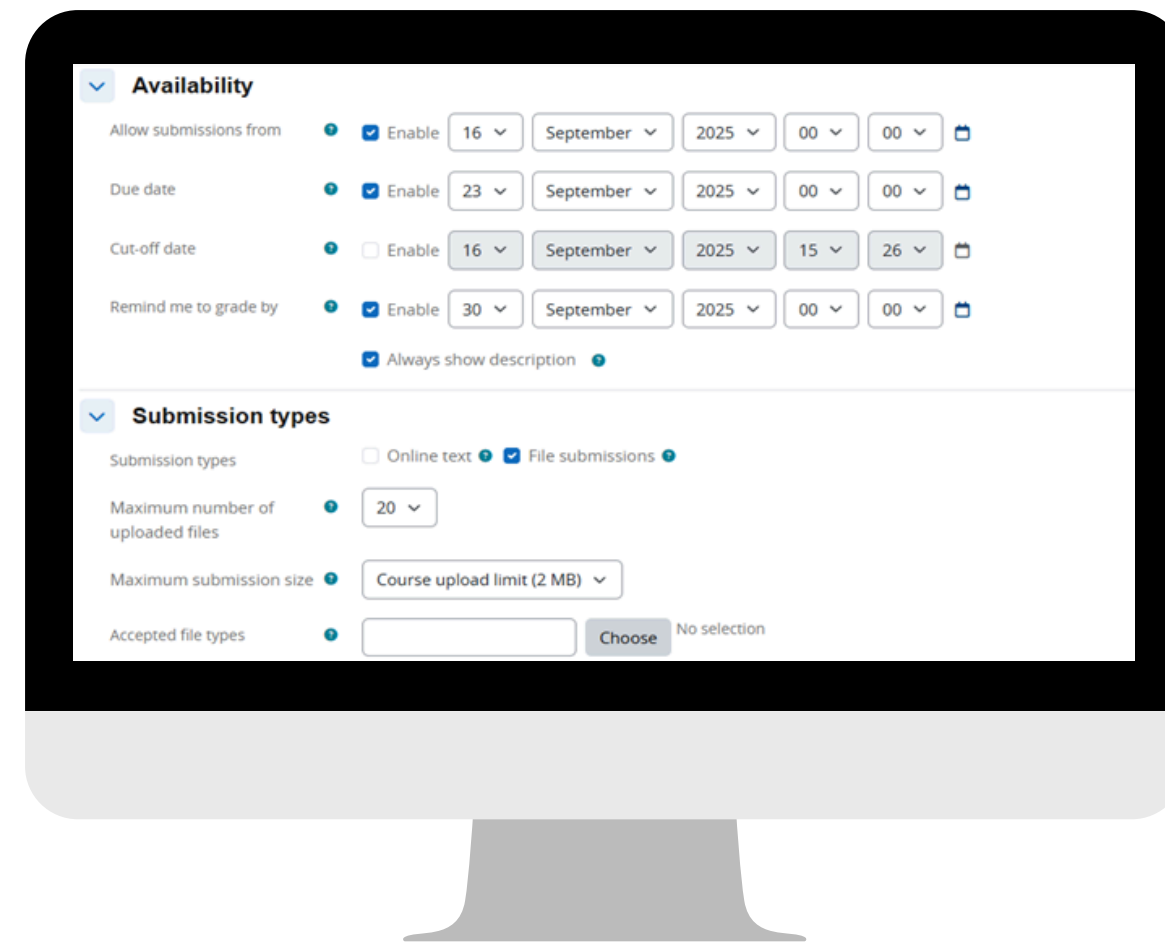 Availability
Allow submissions from ? Enable 16 September 2025 00 00
Due date ? Enable 23 September 2025 00 00
Cut-off date ? Enable 16 September 2025 15 26
Remind me to grade by ? Enable 30 September 2025 00 00
Always show description ?
Submission types
Submission types Online text ? File submissions ?
Maximum number of ? 20
uploaded files
Maximum submission size ? Course upload limit (2 MB)
Accepted file types ? Choose No selection